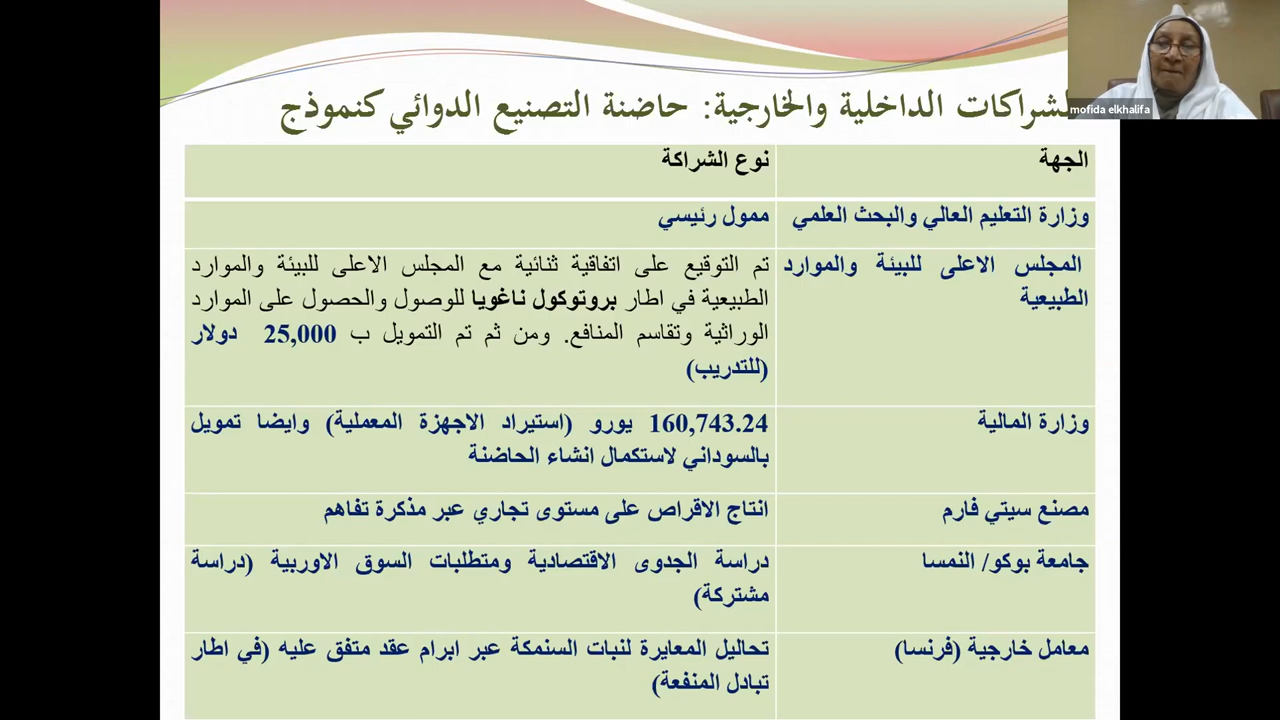 لشراكات الداخلية والخارجية: حاضنة التصنيع الدوائي كنموذج
mofida elkhalifa
الجهة
نوع الشراكة
وزارة التعليم العالي والبحث العلمي
ممول رئيسي
المجلس الاعلى للبيئة والموارد
الطبيعية
تم التوقيع على اتفاقية ثنائية مع المجلس الاعلى للبيئة والموارد
الطبيعية في اطار بروتوكول ناغويا للوصول والحصول على الموارد
الوراثية وتقاسم المنافع. ومن ثم تم التمويل ب 25,000 دولار
(للتدريب)
وزارة المالية
160,743.24 يورو (استيراد الاجهزة المعملية) وايضا تمويل
بالسوداني لاستكمال انشاء الحاضنة
مصنع سيتي فارم
انتاج الاقراص على مستوى تجاري عبر مذكرة تفاهم
جامعة بوكو/ النمسا
دراسة الجدوى الاقتصادية ومتطلبات السوق الاوربية (دراسة
مشتركة)
معامل خارجية (فرنسا)
تحاليل المعايرة لنبات السنمكة عبر ابرام عقد متفق عليه (في اطار
تبادل المنفعة)